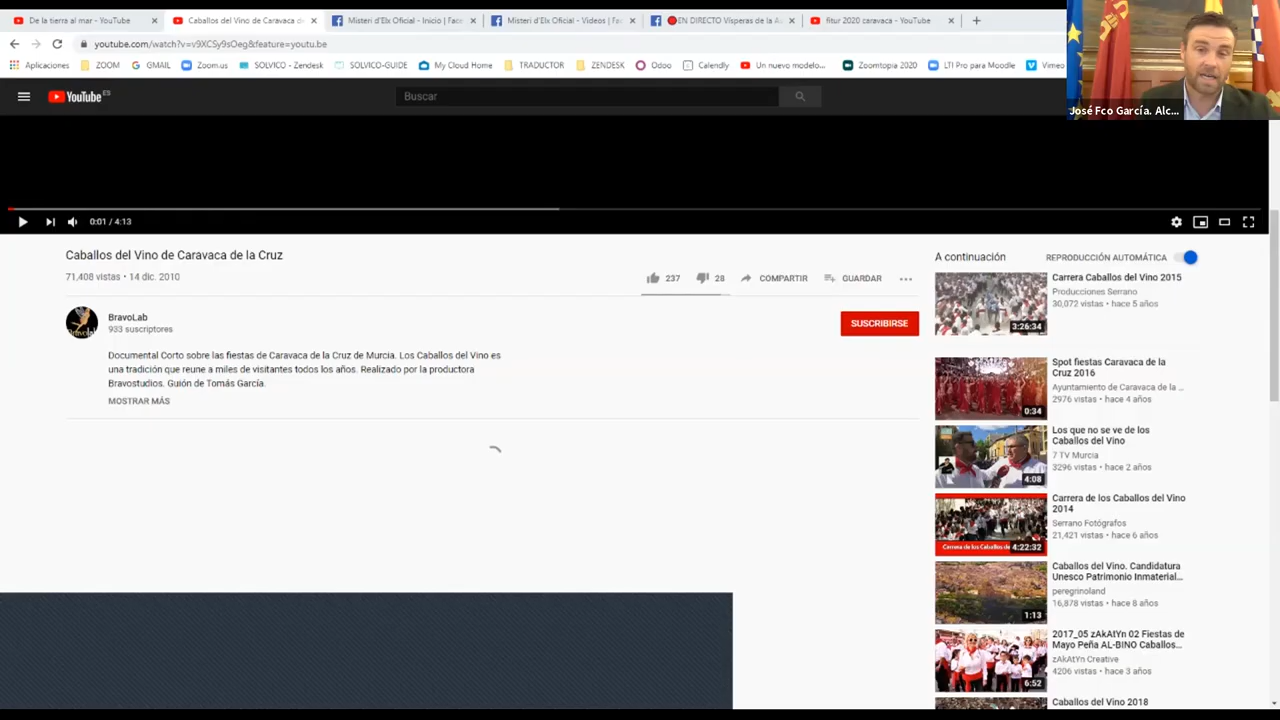 De la tierra al mar - YouTube
Caballos del Vino de Caravaca d
Misteri d'Elx Oficial - Inicio | Face
Misteri d'Elx Oficial - Videos | Fa
EN DIRECTO Vísperas de la A
fitur 2020 caravaca - YouTube
youtube.com/watch?v=v9XCSy9sOeg&feature=youtu.be
Aplicaciones
ZOOM
GMAIL
Zoom.us
SOLVICO - Zendesk
SOLVICO-GUIDE
My Cloud Home
TRADUCTOR
ZENDESK
Odoo
Calendly
Un nuevo modelo...
Zoomtopia 2020
LTI Pro para Moodle
Vimeo
José Fco García. Alc...
YouTube ES
Buscar
0:01 / 4:13
Caballos del Vino de Caravaca de la Cruz
71,408 vistas • 14 dic. 2010
237
28
COMPARTIR
GUARDAR
BravoLab
933 suscriptores
SUSCRIBIRSE
Documental Corto sobre las fiestas de Caravaca de la Cruz de Murcia. Los Caballos del Vino es
una tradición que reune a miles de visitantes todos los años. Realizado por la productora
Bravostudios. Guión de Tomás García.
MOSTRAR MÁS
A continuación
REPRODUCCIÓN AUTOMÁTICA
Carrera Caballos del Vino 2015
Producciones Serrano
30,072 vistas • hace 5 años
3:26:34
Spot fiestas Caravaca de la
Cruz 2016
Ayuntamiento de Caravaca de la ...
2976 vistas • hace 4 años
0:34
Los que no se ve de los
Caballos del Vino
7 TV Murcia
3296 vistas • hace 2 años
4:08
Carrera de los Caballos del Vino
2014
Serrano Fotógrafos
21,421 vistas • hace 6 años
Carrera de los Caballos de
4:22:32
Caballos del Vino. Candidatura
Unesco Patrimonio Inmaterial...
peregrinoland
16,878 vistas • hace 8 años
1:13
2017_05 zAkAtYn 02 Fiestas de
Mayo Peña AL-BINO Caballos...
zAkAtYn Creative
4206 vistas • hace 3 años
6:52
Caballos del Vino 2018